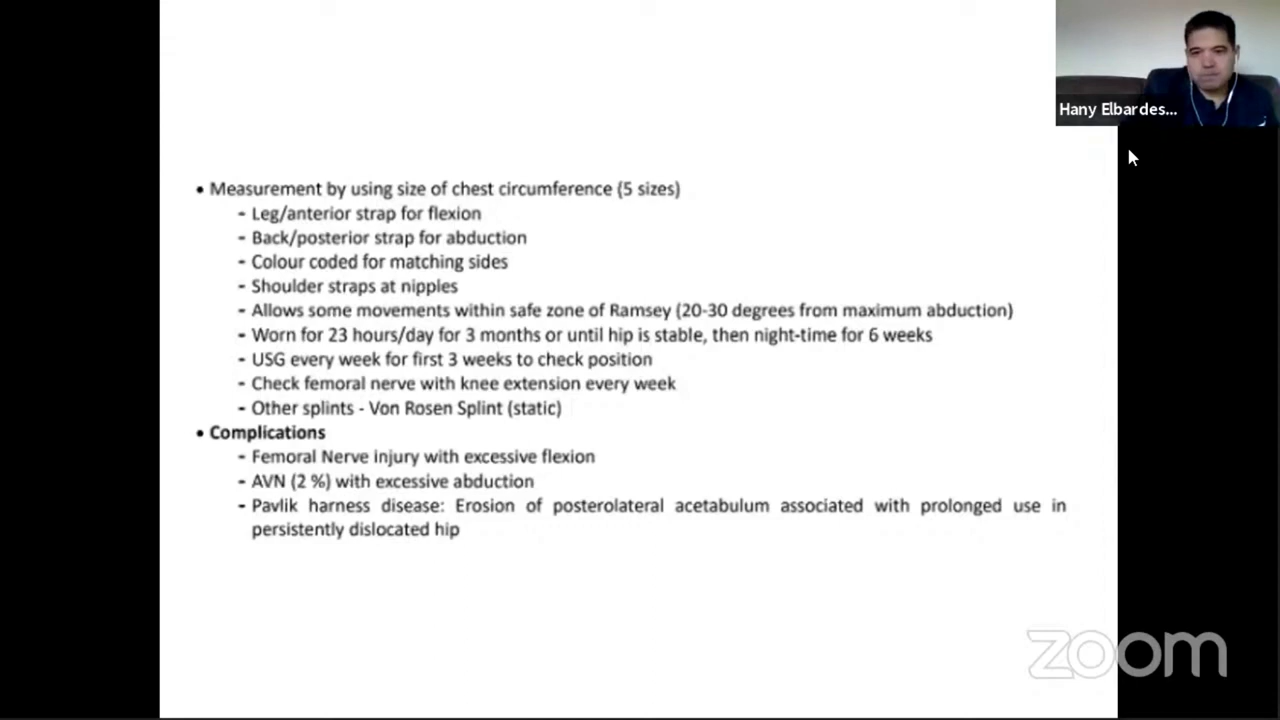 Hany Elbardes...
• Measurement by using size of chest circumference (5 sizes)
- Leg/anterior strap for flexion
- Back/posterior strap for abduction
- Colour coded for matching sides
- Shoulder straps at nipples
- Allows some movements within safe zone of Ramsey (20-30 degrees from maximum abduction)
- Worn for 23 hours/day for 3 months or until hip is stable, then night-time for 6 weeks
- USG every week for first 3 weeks to check position
- Check femoral nerve with knee extension every week
- Other splints - Von Rosen Splint (static)
• Complications
- Femoral Nerve injury with excessive flexion
- AVN (2 %) with excessive abduction
- Pavlik harness disease: Erosion of posterolateral acetabulum associated with prolonged use in
persistently dislocated hip
zoom